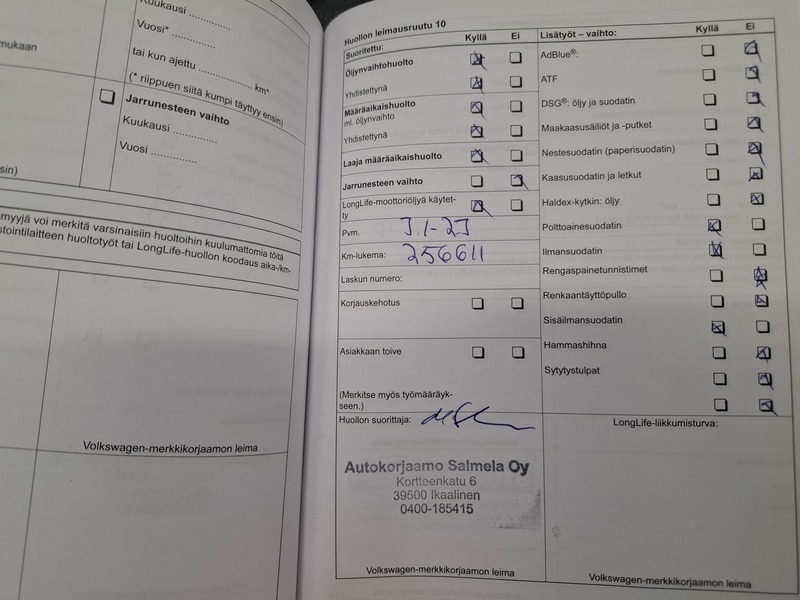 Kuukausi ..............
Vuosi* ..............
mukaan
tai kun ajettu ................ km*
(* riippuen siitä kumpi täyttyy ensin)
Jarrunesteen vaihto
Kuukausi ..............
Vuosi ..............
sin)
myyjä voi merkitä varsinaisiin huoltoihin kuulumattomia töitä
stointilaitteen huoltotyöt tai LongLife-huollon koodaus aika-/km-
Volkswagen-merkkikorjaamon leima
Huollon leimausruutu 10
Suoritettu: Kyllä Ei
Öljynvaihtohuolto
Yhdistettynä
Määräaikaishuolto
ml. öljynvaihto
Yhdistettynä
Laaja määräaikaishuolto
Jarrunesteen vaihto
LongLife-moottoriöljyä käytet-
ty
Pvm.
Km-lukema: 256611
Laskun numero:
Korjauskehotus
Asiakkaan toive
(Merkitse myös työmääräyk-
seen.)
Huollon suorittaja:
Autokorjaamo Salmela Oy
Kortteenkatu 6
39500 Ikaalinen
0400-185415
Volkswagen-merkkikorjaamon leima
Lisätyöt – vaihto: Kyllä Ei
AdBlue®:
ATF
DSG®: öljy ja suodatin
Maakaasusäiliöt ja -putket
Nestesuodatin (paperisuodatin)
Kaasusuodatin ja letkut
Haldex-kytkin: öljy
Polttoainesuodatin
Ilmansuodatin
Rengaspainetunnistimet
Renkaantäyttöpullo
Sisäilmansuodatin
Hammashihna
Sytytystulpat
LongLife-liikkumisturva:
Volkswagen-merkkikorjaamon leima